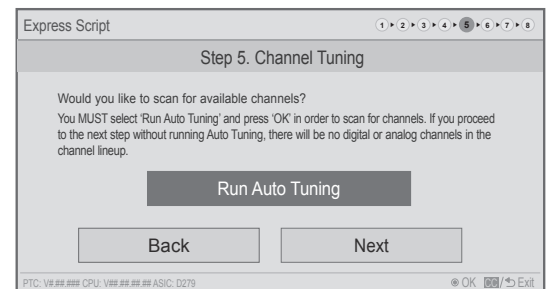 Express Script
1 ▸ 2 ▸ 3 ▸ 4 ▸ 5 ▸ 6 ▸ 7 ▸ 8
Step 5. Channel Tuning
Would you like to scan for available channels?
You MUST select ‘Run Auto Tuning’ and press ‘OK’ in order to scan for channels. If you proceed
to the next step without running Auto Tuning, there will be no digital or analog channels in the
channel lineup.
Run Auto Tuning
Back Next
PTC: V#.##.### CPU: V##.##.## ASIC: D279 ◉ OK CC/⮌ Exit